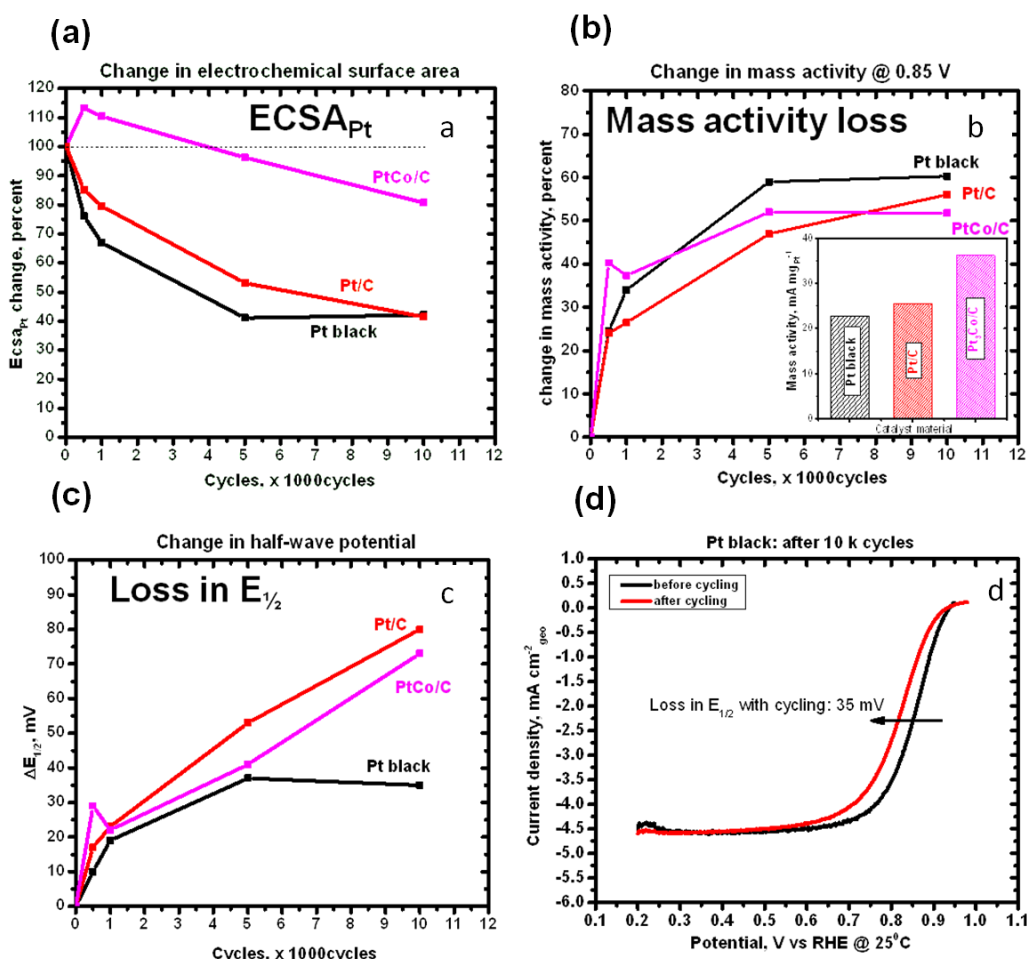 (a)
Change in electrochemical surface area
120
110
100
90
80
70
60
50
40
30
20
10
0
ECSAPt
a
PtCo/C
Pt/C
Pt black
EcsaPt change, percent
0 1 2 3 4 5 6 7 8 9 10 11 12
Cycles, x 1000cycles
(b)
Change in mass activity @ 0.85 V
80
70
60
50
40
30
20
10
0
Mass activity loss
b
Pt black
Pt/C
PtCo/C
change in mass activity, percent
40
30
20
10
0
Mass activity, mA mgPt-1
Pt black
Pt/C
Pt3Co/C
Catalyst material
0 1 2 3 4 5 6 7 8 9 10 11 12
Cycles, x 1000cycles
(c)
Change in half-wave potential
100
90
80
70
60
50
40
30
20
10
0
Loss in E½
c
Pt/C
PtCo/C
Pt black
ΔE1/2, mV
0 1 2 3 4 5 6 7 8 9 10 11 12
Cycles, x 1000cycles
(d)
Pt black: after 10 k cycles
1.0
0.5
0.0
-0.5
-1.0
-1.5
-2.0
-2.5
-3.0
-3.5
-4.0
-4.5
-5.0
-5.5
-6.0
before cycling
after cycling
d
Loss in E1/2 with cycling: 35 mV
Current density, mA cm-2geo
0.1 0.2 0.3 0.4 0.5 0.6 0.7 0.8 0.9 1.0 1.1
Potential, V vs RHE @ 25⁰C